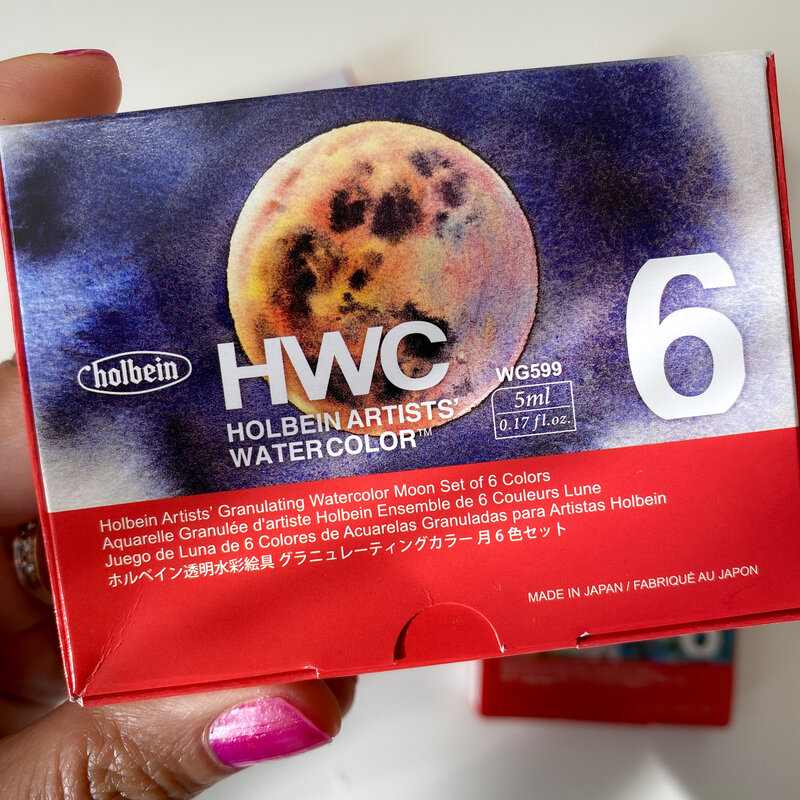 holbein
HWC
HOLBEIN ARTISTS'
WATERCOLOR™
WG599
5ml
0.17 fl.oz.
6
Holbein Artists' Granulating Watercolor Moon Set of 6 Colors
Aquarelle Granulée d'artiste Holbein Ensemble de 6 Couleurs Lune
Juego de Luna de 6 Colores de Acuarelas Granuladas para Artistas Holbein
ホルベイン透明水彩絵具 グラニュレーティングカラー 月6色セット
MADE IN JAPAN / FABRIQUÉ AU JAPON